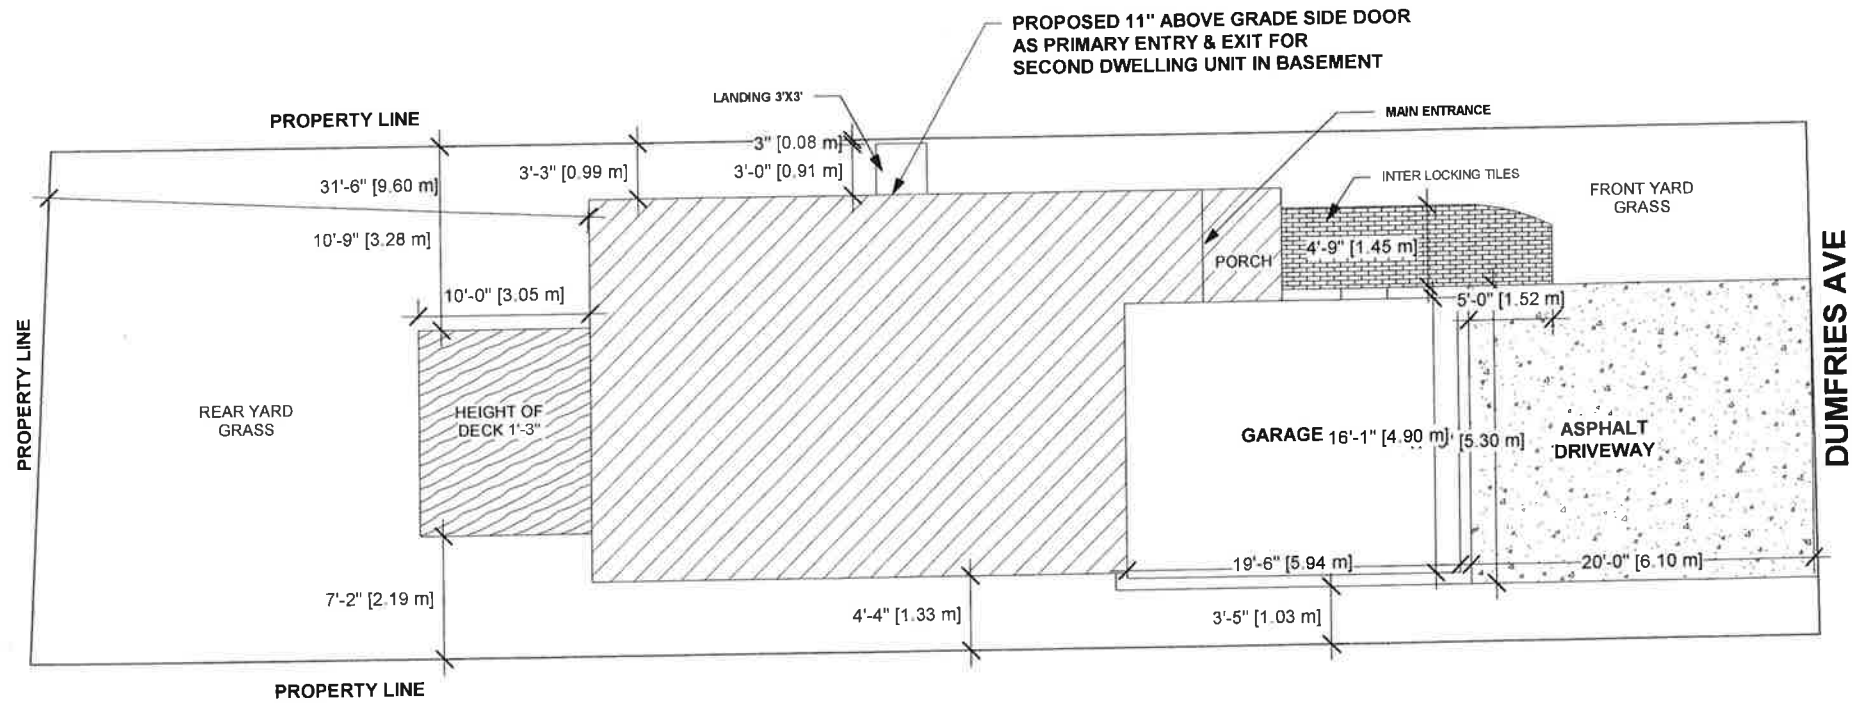 PROPOSED 11" ABOVE GRADE SIDE DOOR
AS PRIMARY ENTRY & EXIT FOR
SECOND DWELLING UNIT IN BASEMENT
LANDING 3'X3'
MAIN ENTRANCE
PROPERTY LINE
3" [0.08 m]
3'-3" [0.99 m]
3'-0" [0.91 m]
31'-6" [9.60 m]
INTER LOCKING TILES
FRONT YARD
GRASS
10'-9" [3.28 m]
4'-9" [1.45 m]
PORCH
10'-0" [3.05 m]
5'-0" [1.52 m]
PROPERTY LINE
DUMFRIES AVE
REAR YARD
GRASS
HEIGHT OF
DECK 1'-3"
GARAGE
16'-1" [4.90 m]
[5.30 m]
ASPHALT
DRIVEWAY
19'-6" [5.94 m]
20'-0" [6.10 m]
7'-2" [2.19 m]
4'-4" [1.33 m]
3'-5" [1.03 m]
PROPERTY LINE